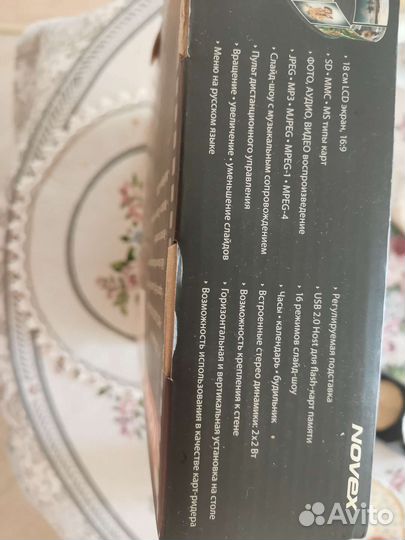 › 18 см LCD экран, 16:9
› SD • MMC • MS типы карт
› ФОТО, АУДИО, ВИДЕО воспроизведение
› JPEG • MP3 • MJPEG • MPEG-1 • MPEG-4
› Слайд-шоу с музыкальным сопровождением
› Пульт дистанционного управления
› Вращение • увеличение • уменьшение слайдов
› Меню на русском языке
› Регулируемая подставка
› USB 2.0 Host для flash-карт памяти
› 16 режимов слайд-шоу
› Часы • календарь • будильник
› Встроенные стерео динамики: 2x2 Вт
› Возможность крепления к стене
› Горизонтальная и вертикальная установка на столе
› Возможность использования в качестве карт-ридера
NOVEX
Avito